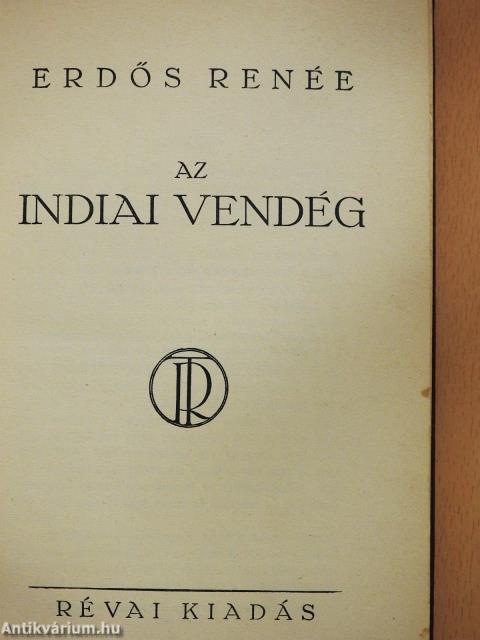 ERDŐS RENÉE
AZ
INDIAI VENDÉG
RÉVAI KIADÁS
Antikvárium.hu